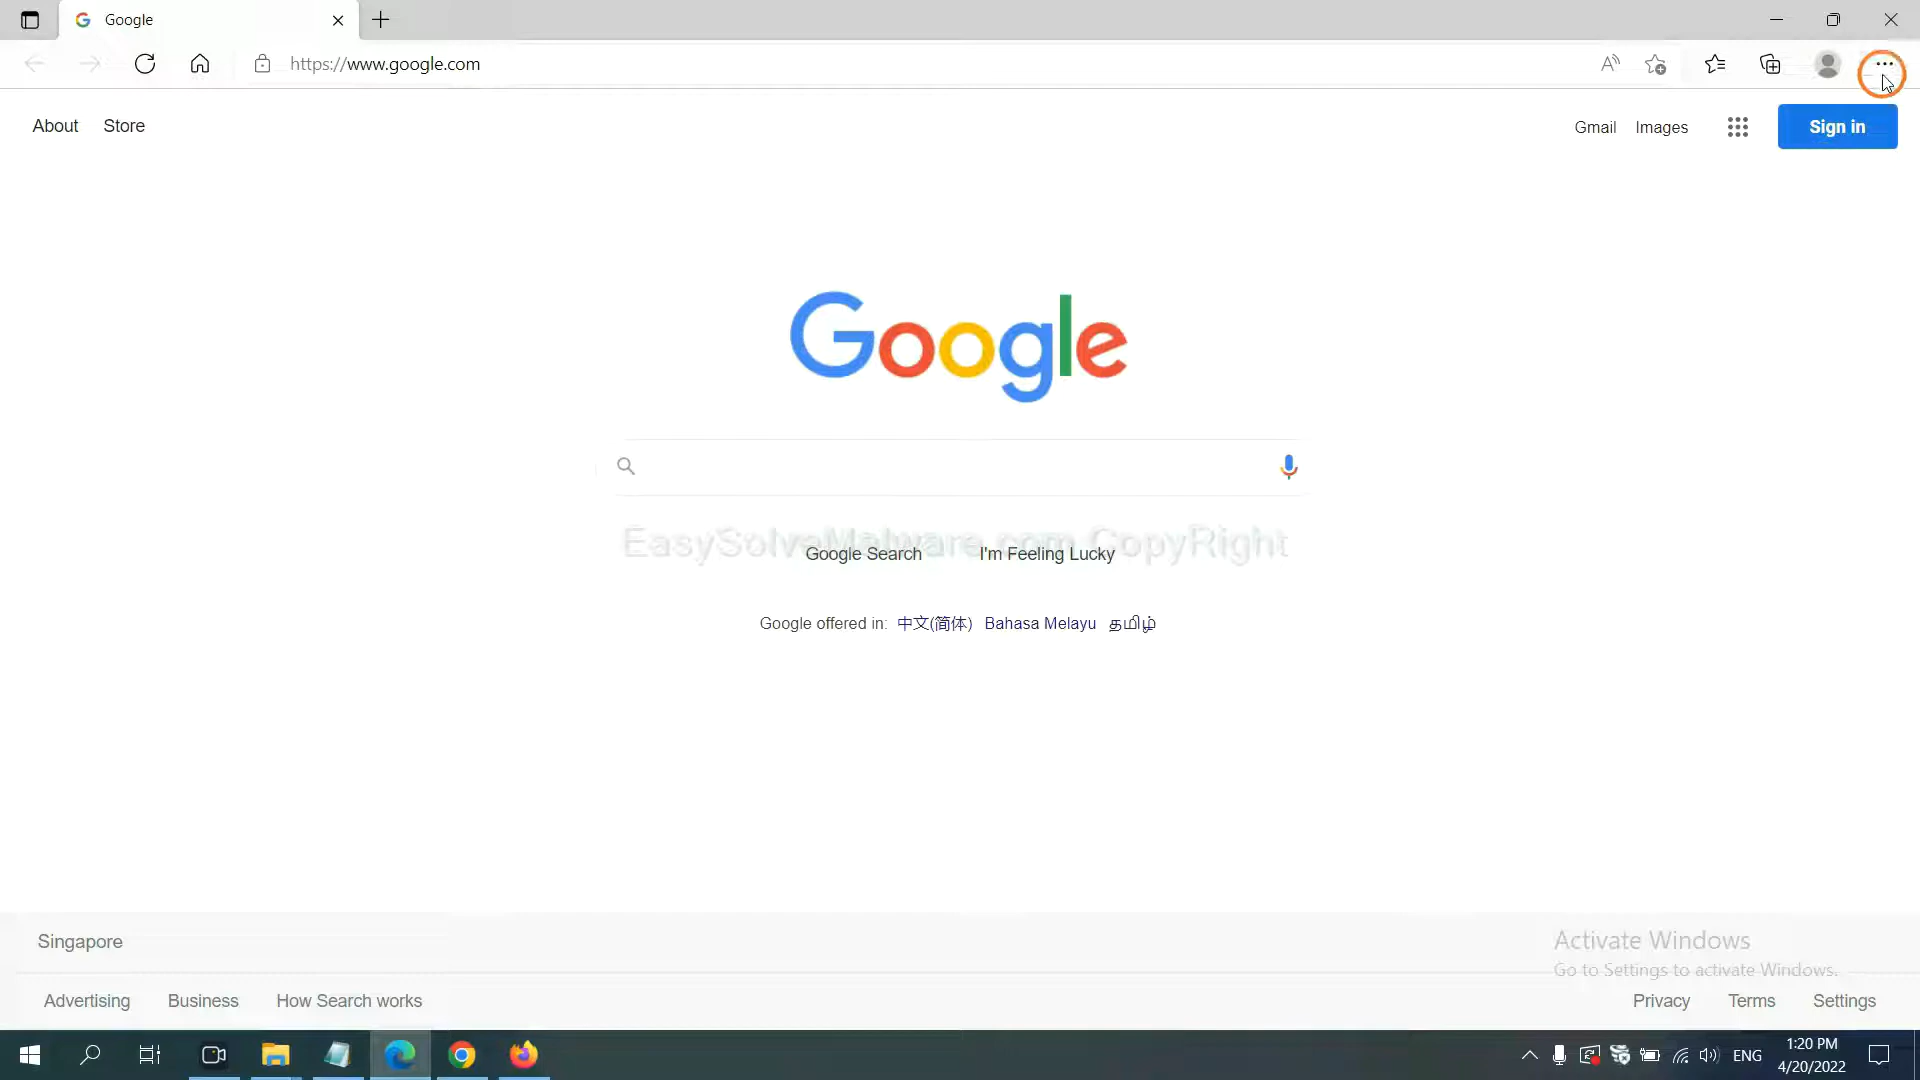 Google
https://www.google.com
About Store
Gmail Images Sign in
Google
EasySolveMalware.com CopyRight
Google Search I'm Feeling Lucky
Google offered in: 中文(简体) Bahasa Melayu தமிழ்
Singapore
Activate Windows
Go to Settings to activate Windows.
Advertising Business How Search works
Privacy Terms Settings
ENG
1:20 PM
4/20/2022